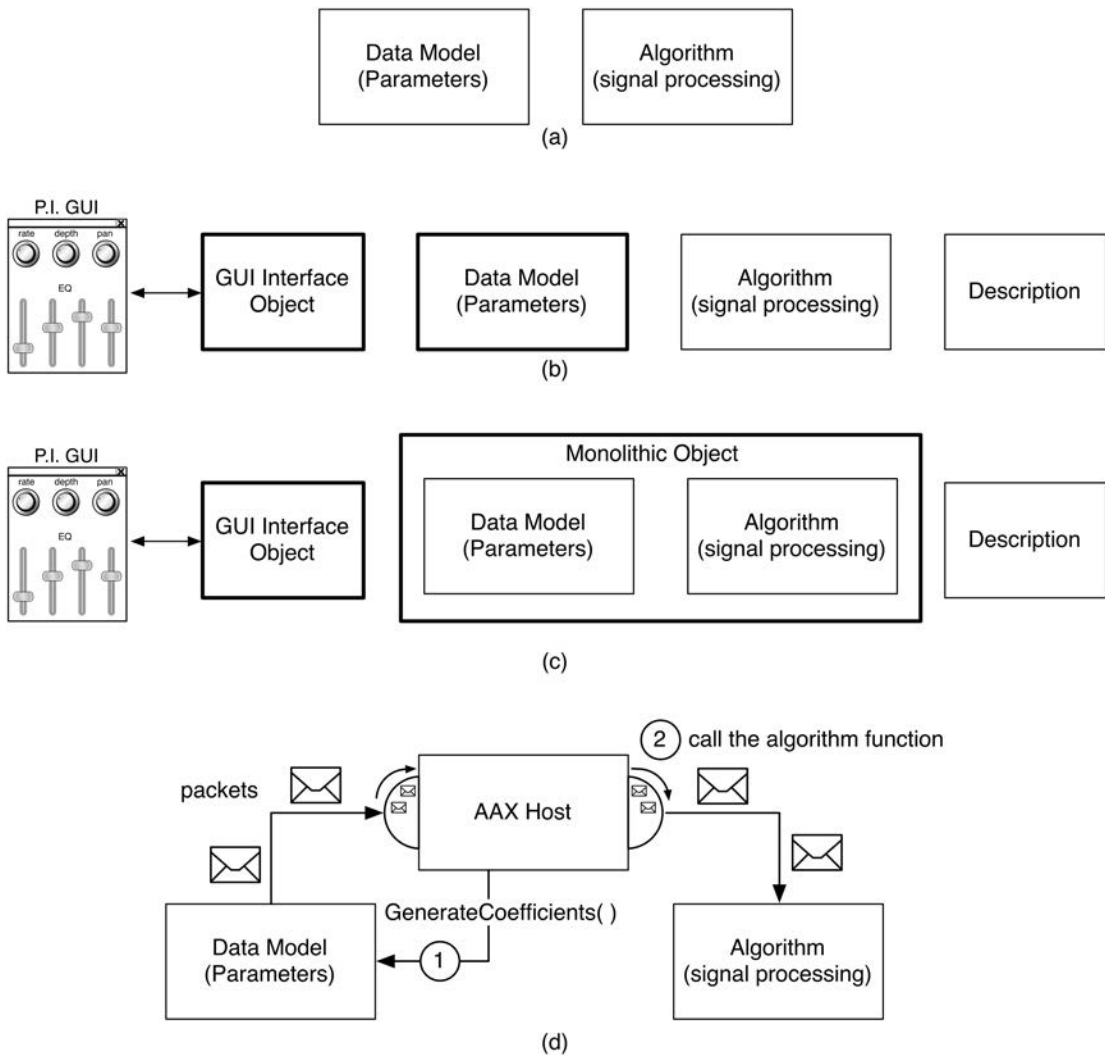 Data Model
(Parameters)
Algorithm
(signal processing)
(a)
P.I. GUI
rate depth pan
EQ
GUI Interface
Object
Data Model
(Parameters)
Algorithm
(signal processing)
Description
(b)
P.I. GUI
rate depth pan
EQ
GUI Interface
Object
Monolithic Object
Data Model
(Parameters)
Algorithm
(signal processing)
Description
(c)
2 call the algorithm function
packets
AAX Host
GenerateCoefficients( )
1
Data Model
(Parameters)
Algorithm
(signal processing)
(d)